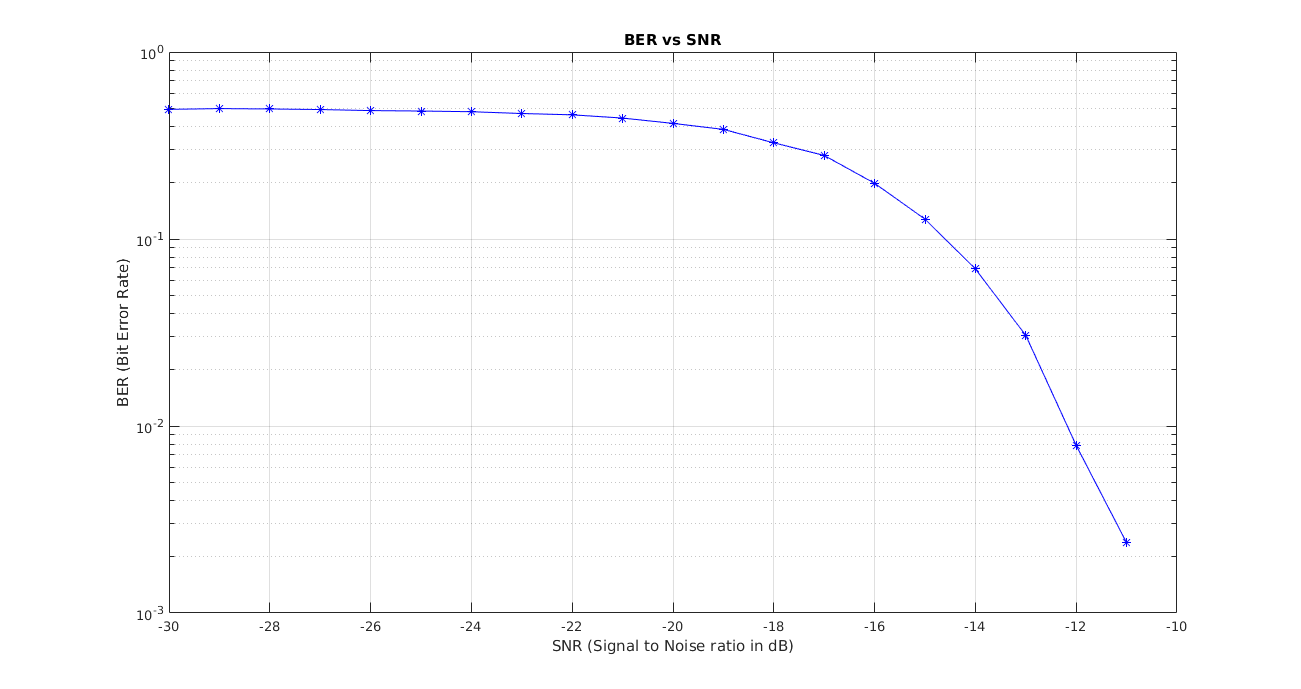 BER vs SNR
10^0
10^-1
10^-2
10^-3
BER (Bit Error Rate)
-30 -28 -26 -24 -22 -20 -18 -16 -14 -12 -10
SNR (Signal to Noise ratio in dB)